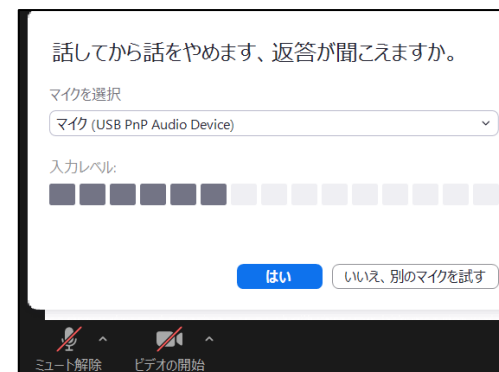 話してから話をやめます、返答が聞こえますか。
マイクを選択
マイク (USB PnP Audio Device)
入力レベル:
はい
いいえ、別のマイクを試す
ミュート解除
ビデオの開始